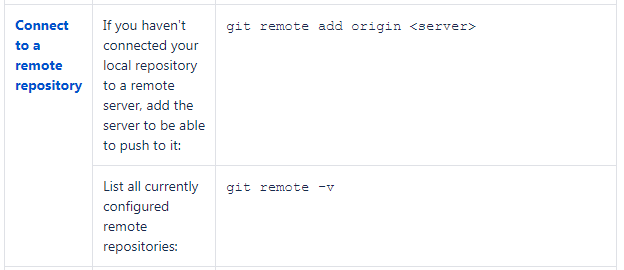 Connect
to a
remote
repository
If you haven't
connected your
local repository
to a remote
server, add the
server to be able
to push to it:
git remote add origin <server>
List all currently
configured
remote
repositories:
git remote -v